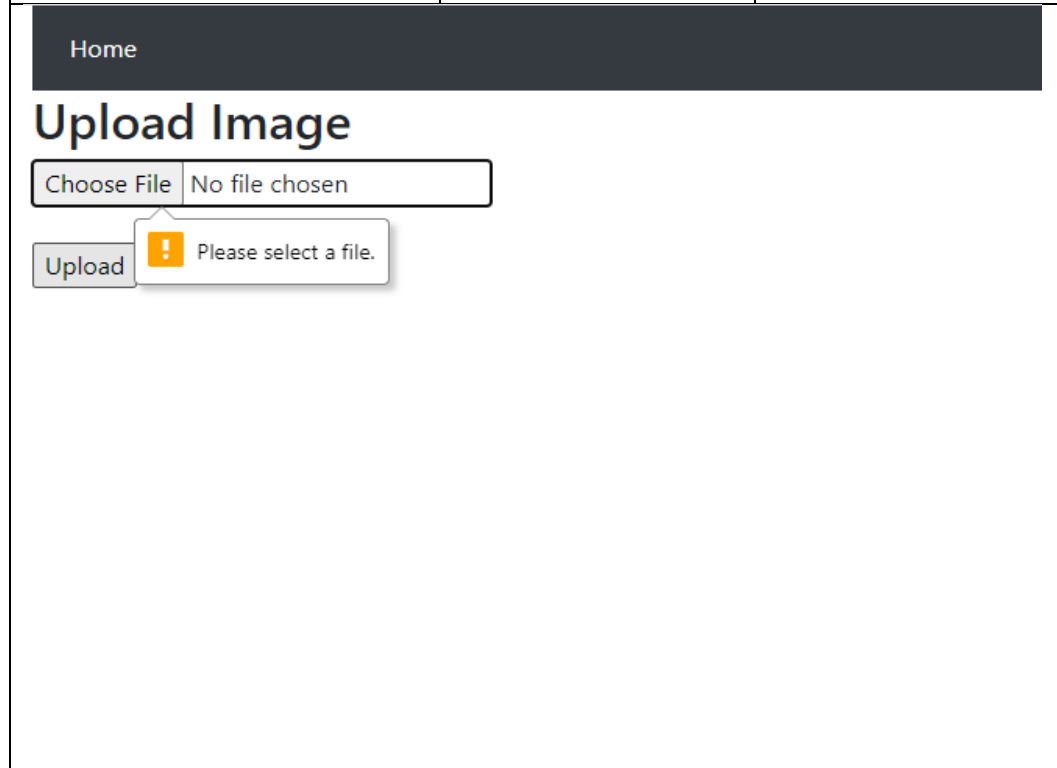 Home
Upload Image
Choose File No file chosen
Please select a file.
Upload